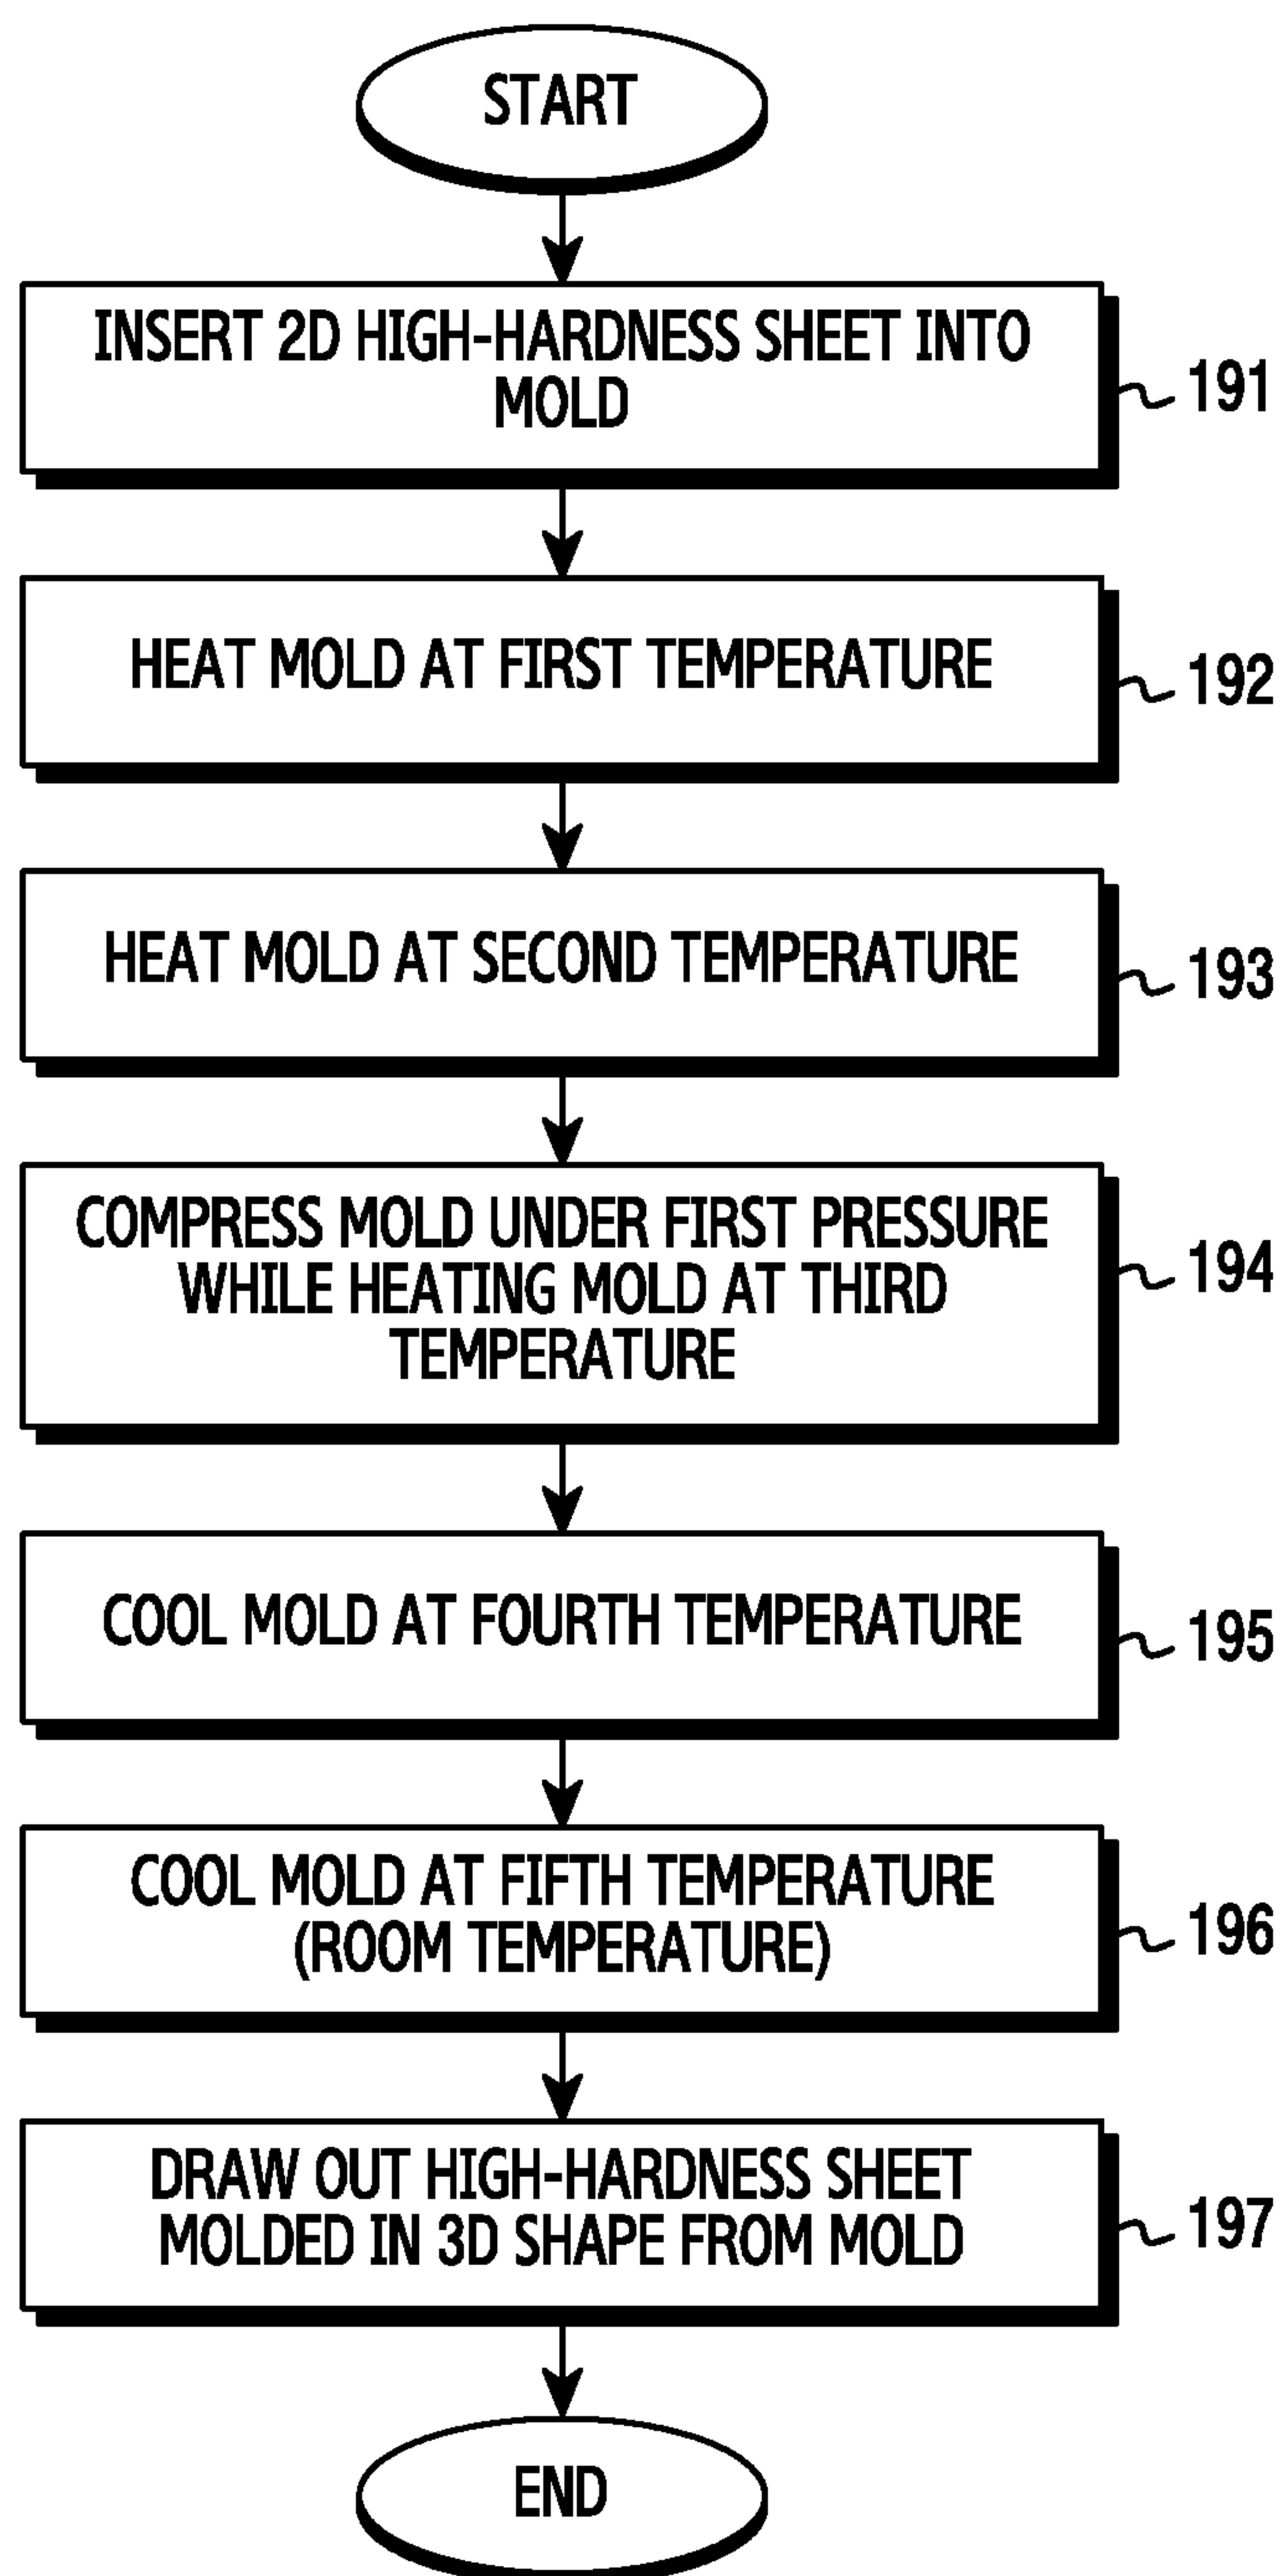 START
INSERT 2D HIGH-HARDNESS SHEET INTO
MOLD
191
HEAT MOLD AT FIRST TEMPERATURE
192
HEAT MOLD AT SECOND TEMPERATURE
193
COMPRESS MOLD UNDER FIRST PRESSURE
WHILE HEATING MOLD AT THIRD
TEMPERATURE
194
COOL MOLD AT FOURTH TEMPERATURE
195
COOL MOLD AT FIFTH TEMPERATURE
(ROOM TEMPERATURE)
196
DRAW OUT HIGH-HARDNESS SHEET
MOLDED IN 3D SHAPE FROM MOLD
197
END